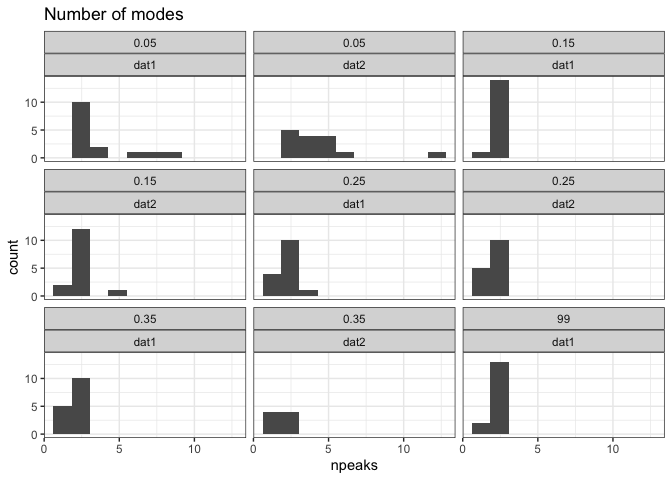 Number of modes
0.05 0.05 0.15
dat1 dat2 dat1
10
5
0
0.15 0.25 0.25
dat2 dat1 dat2
10
5
0
0.35 0.35 99
dat1 dat2 dat1
10
5
0
0 5 10 0 5 10 0 5 10
npeaks
count